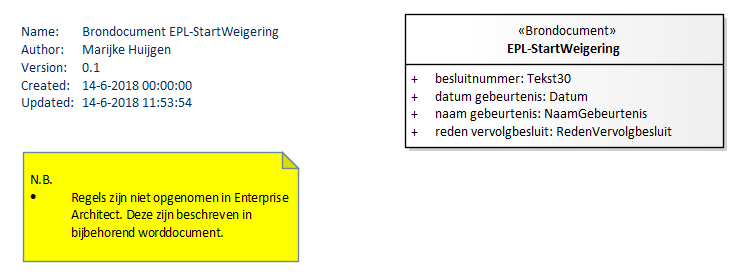 Name: Brondocument EPL-StartWeigering
Author: Marijke Huijgen
Version: 0.1
Created: 14-6-2018 00:00:00
Updated: 14-6-2018 11:53:54
«Brondocument»
EPL-StartWeigering
+ besluitnummer: Tekst30
+ datum gebeurtenis: Datum
+ naam gebeurtenis: NaamGebeurtenis
+ reden vervolgbesluit: RedenVervolgbesluit
N.B.
• Regels zijn niet opgenomen in Enterprise
Architect. Deze zijn beschreven in
bijbehorend worddocument.